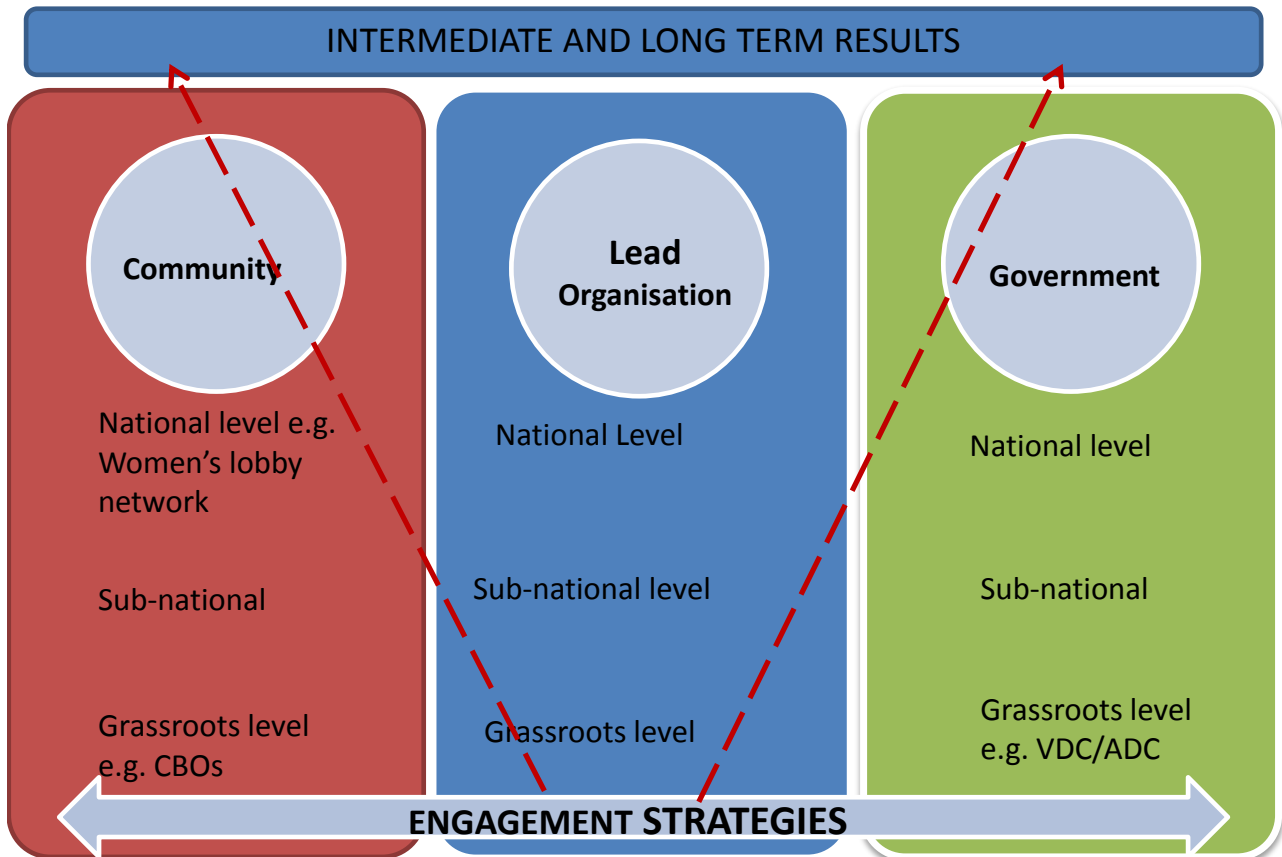 INTERMEDIATE AND LONG TERM RESULTS
Community
National level e.g.
Women’s lobby
network
Sub-national
Grassroots level
e.g. CBOs
Lead
Organisation
National Level
Sub-national level
Grassroots level
Government
National level
Sub-national
Grassroots level
e.g. VDC/ADC
ENGAGEMENT STRATEGIES